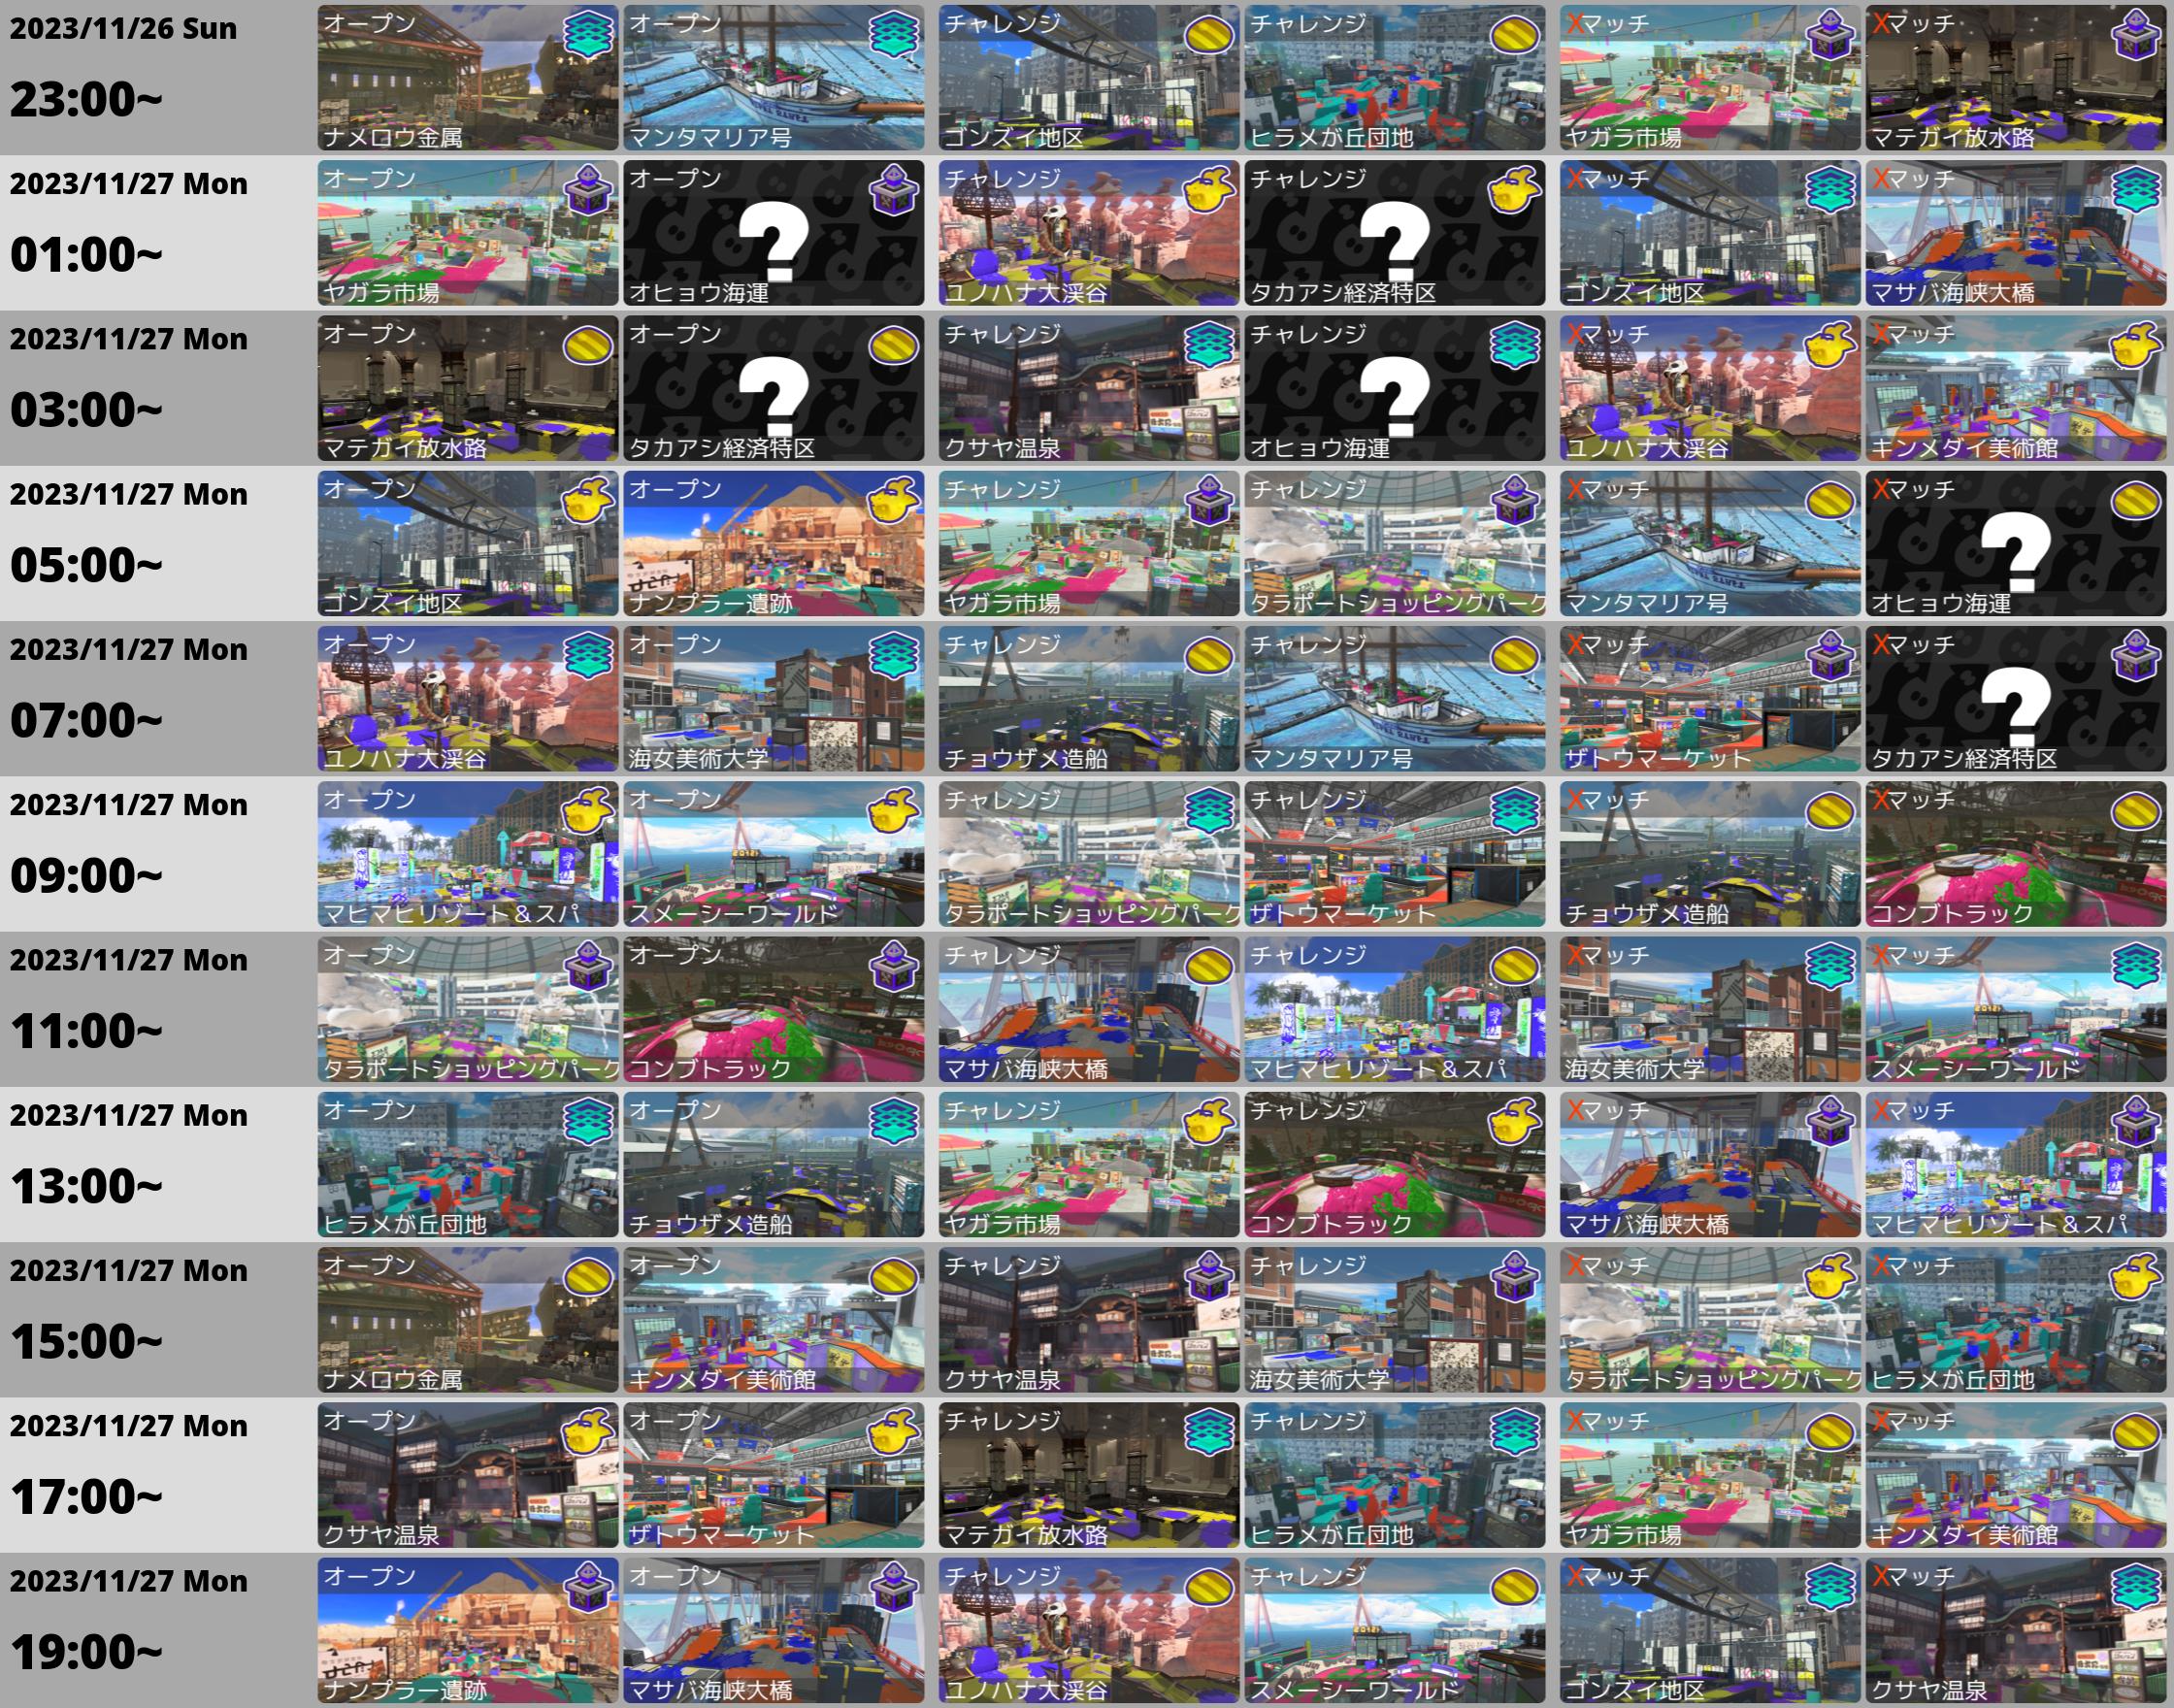 2023/11/26 Sun
23:00~
オープン
ナメロウ金属
オープン
マンタマリア号
チャレンジ
ゴンズイ地区
チャレンジ
ヒラメが丘団地
Xマッチ
ヤガラ市場
Xマッチ
マテガイ放水路
2023/11/27 Mon
01:00~
オープン
ヤガラ市場
オープン
?
オヒョウ海運
チャレンジ
ユノハナ大渓谷
チャレンジ
?
タカアシ経済特区
Xマッチ
ゴンズイ地区
Xマッチ
マサバ海峡大橋
2023/11/27 Mon
03:00~
オープン
マテガイ放水路
オープン
?
タカアシ経済特区
チャレンジ
クサヤ温泉
チャレンジ
?
オヒョウ海運
Xマッチ
ユノハナ大渓谷
Xマッチ
キンメダイ美術館
2023/11/27 Mon
05:00~
オープン
ゴンズイ地区
オープン
ナンプラー遺跡
チャレンジ
ヤガラ市場
チャレンジ
タラポートショッピングパーク
Xマッチ
マンタマリア号
Xマッチ
?
オヒョウ海運
2023/11/27 Mon
07:00~
オープン
ユノハナ大渓谷
オープン
海女美術大学
チャレンジ
チョウザメ造船
チャレンジ
マンタマリア号
Xマッチ
ザトウマーケット
Xマッチ
?
タカアシ経済特区
2023/11/27 Mon
09:00~
オープン
マヒマヒリゾート＆スパ
オープン
スメーシーワールド
チャレンジ
タラポートショッピングパーク
チャレンジ
ザトウマーケット
Xマッチ
チョウザメ造船
Xマッチ
コンブトラック
2023/11/27 Mon
11:00~
オープン
タラポートショッピングパーク
オープン
コンブトラック
チャレンジ
マサバ海峡大橋
チャレンジ
マヒマヒリゾート＆スパ
Xマッチ
海女美術大学
Xマッチ
スメーシーワールド
2023/11/27 Mon
13:00~
オープン
ヒラメが丘団地
オープン
チョウザメ造船
チャレンジ
ヤガラ市場
チャレンジ
コンブトラック
Xマッチ
マサバ海峡大橋
Xマッチ
マヒマヒリゾート＆スパ
2023/11/27 Mon
15:00~
オープン
ナメロウ金属
オープン
キンメダイ美術館
チャレンジ
クサヤ温泉
チャレンジ
海女美術大学
Xマッチ
タラポートショッピングパーク
Xマッチ
ヒラメが丘団地
2023/11/27 Mon
17:00~
オープン
クサヤ温泉
オープン
ザトウマーケット
チャレンジ
マテガイ放水路
チャレンジ
ヒラメが丘団地
Xマッチ
ヤガラ市場
Xマッチ
キンメダイ美術館
2023/11/27 Mon
19:00~
オープン
ナンプラー遺跡
オープン
マサバ海峡大橋
チャレンジ
ユノハナ大渓谷
チャレンジ
スメーシーワールド
Xマッチ
ゴンズイ地区
Xマッチ
クサヤ温泉